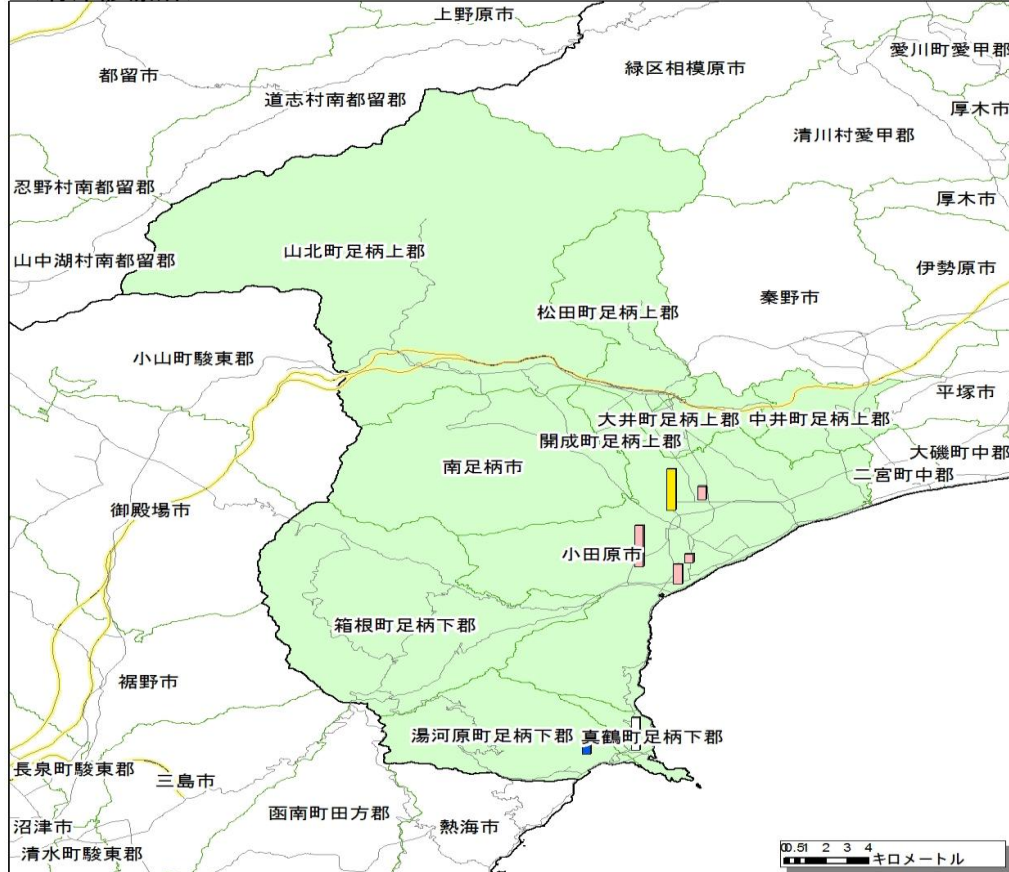 上野原市
愛川町愛甲郡
都留市
緑区相模原市
道志村南都留郡
厚木市
清川村愛甲郡
忍野村南都留郡
厚木市
山北町足柄上郡
山中湖村南都留郡
伊勢原市
秦野市
松田町足柄上郡
小山町駿東郡
平塚市
大井町足柄上郡
中井町足柄上郡
開成町足柄上郡
大磯町中郡
南足柄市
二宮町中郡
御殿場市
小田原市
箱根町足柄下郡
裾野市
湯河原町足柄下郡
真鶴町足柄下郡
長泉町駿東郡
三島市
函南町田方郡
沼津市
熱海市
清水町駿東郡
0 0.5 1 2 3 4
キロメートル